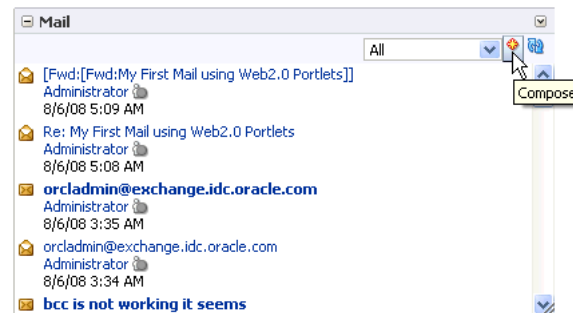 Mail
All
Compose
[Fwd:[Fwd:My First Mail using Web2.0 Portlets]]
Administrator
8/6/08 5:09 AM
Re: My First Mail using Web2.0 Portlets
Administrator
8/6/08 5:08 AM
orcladmin@exchange.idc.oracle.com
Administrator
8/6/08 3:35 AM
orcladmin@exchange.idc.oracle.com
Administrator
8/6/08 3:34 AM
bcc is not working it seems